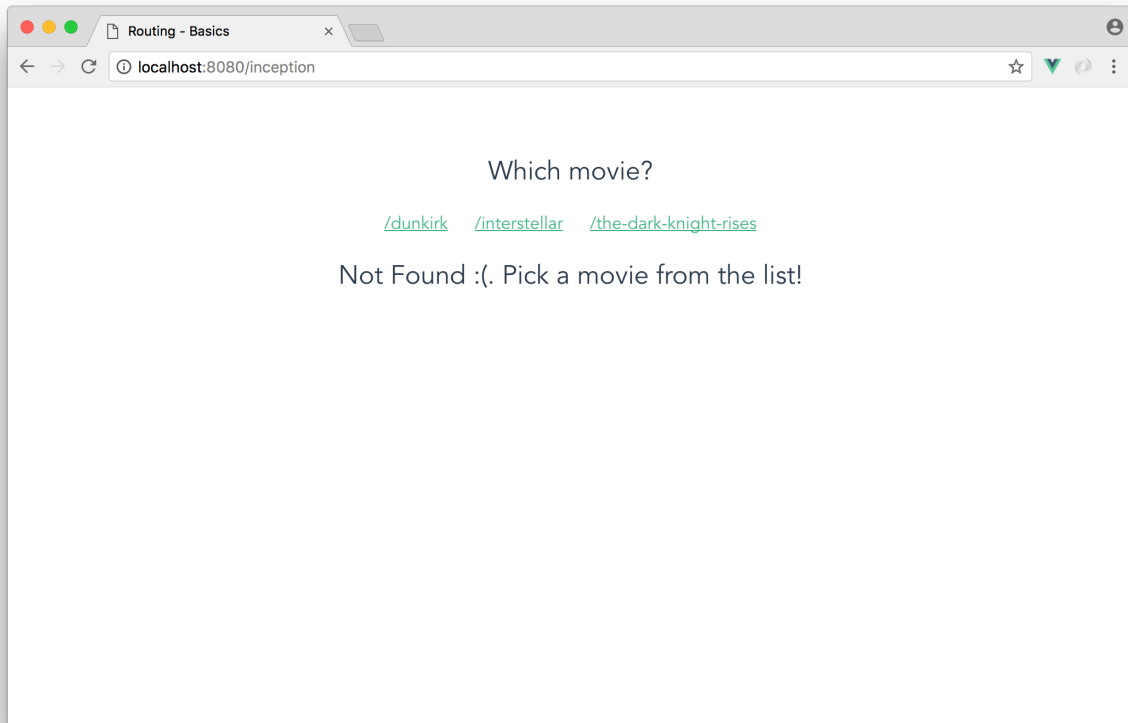 Routing - Basics
localhost:8080/inception
Which movie?
/dunkirk /interstellar /the-dark-knight-rises
Not Found :(. Pick a movie from the list!